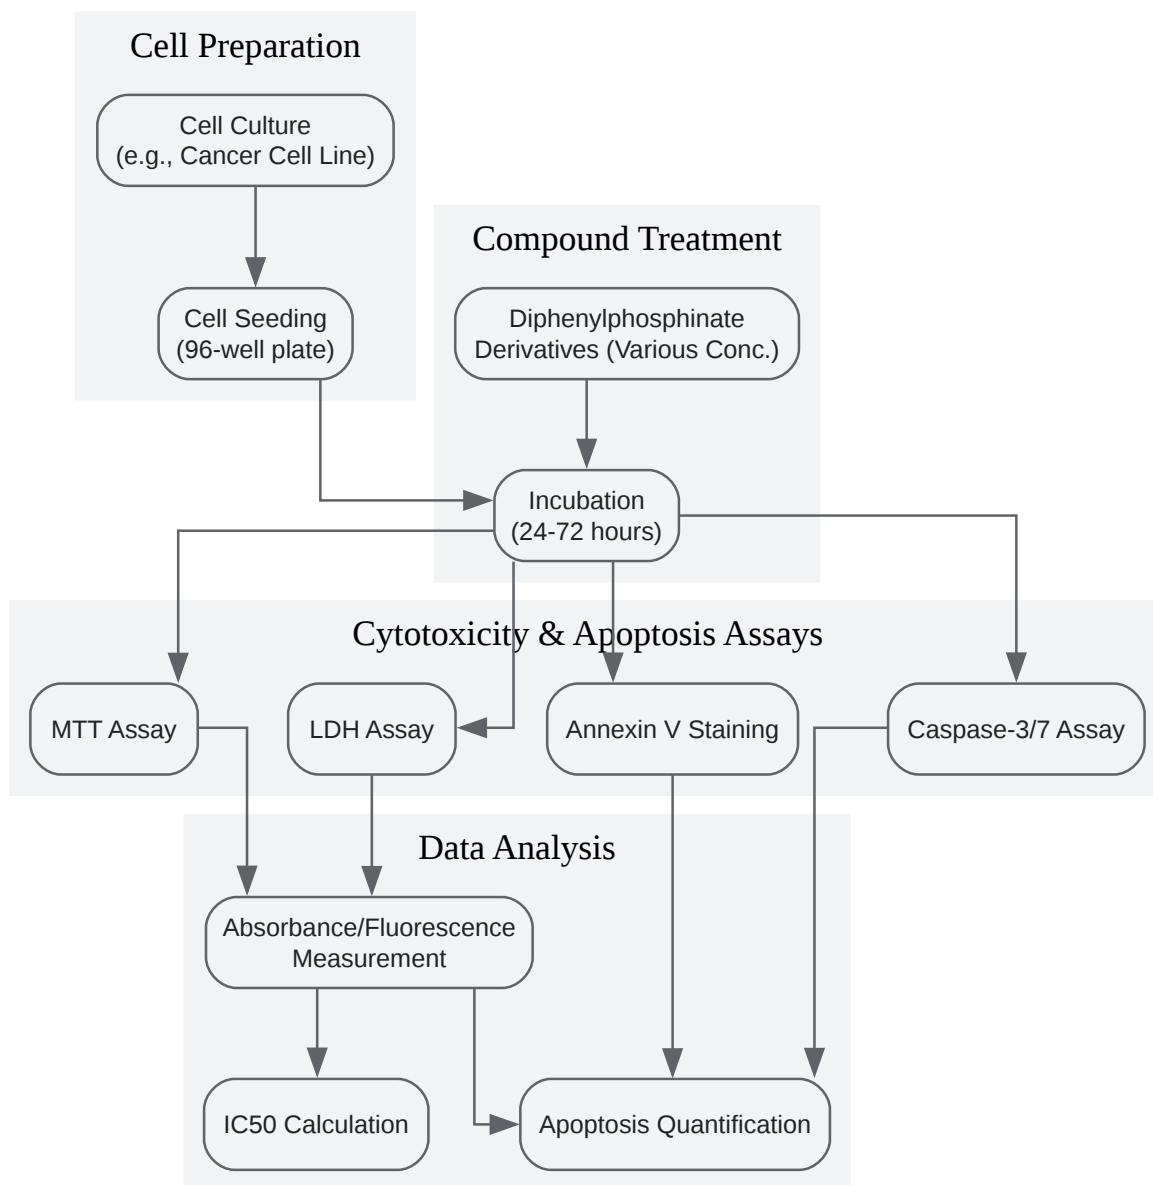 Cell Preparation
Cell Culture
(e.g., Cancer Cell Line)
Cell Seeding
(96-well plate)
Compound Treatment
Diphenylphosphinate
Derivatives (Various Conc.)
Incubation
(24-72 hours)
Cytotoxicity & Apoptosis Assays
MTT Assay
LDH Assay
Annexin V Staining
Caspase-3/7 Assay
Data Analysis
Absorbance/Fluorescence
Measurement
IC50 Calculation
Apoptosis Quantification